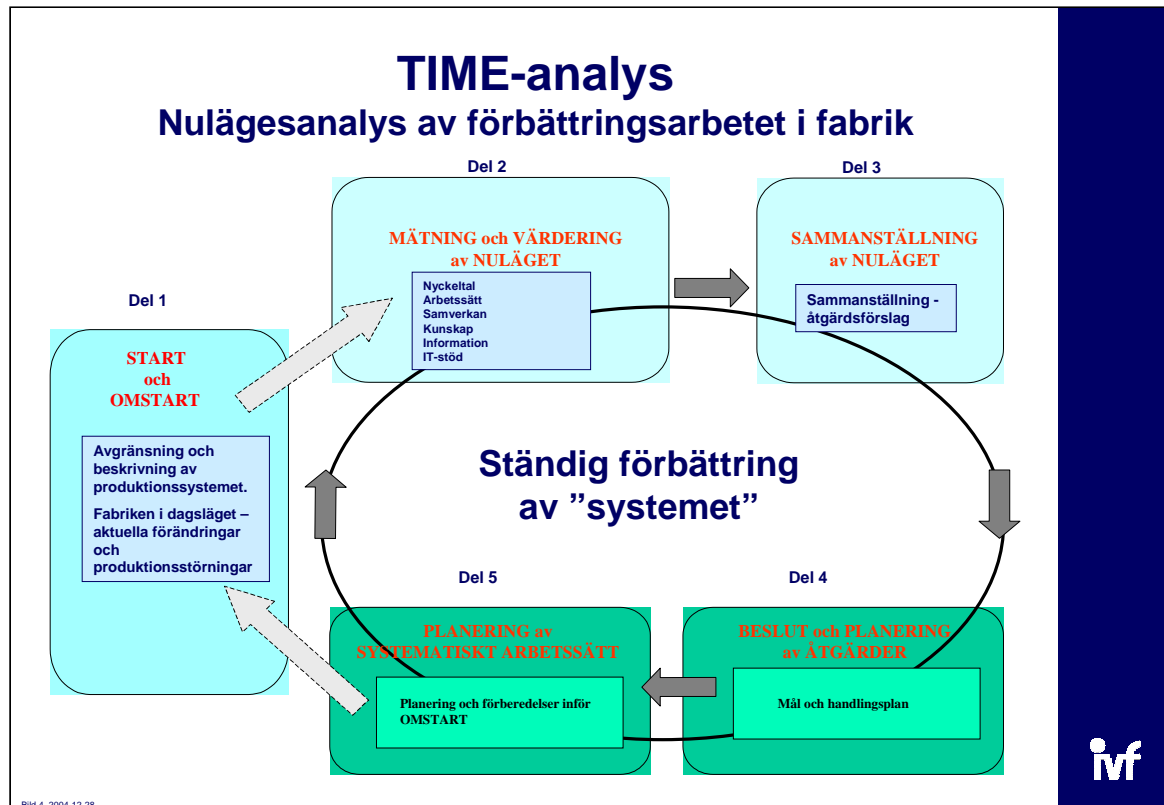 TIME-analys
Nulägesanalys av förbättringsarbetet i fabrik
Del 1
START
och
OMSTART
Avgränsning och
beskrivning av
produktionssystemet.
Fabriken i dagsläget –
aktuella förändringar
och
produktionsstörningar
Del 2
MÄTNING och VÄRDERING
av NULÄGET
Nyckeltal
Arbetssätt
Samverkan
Kunskap
Information
IT-stöd
Del 3
SAMMANSTÄLLNING
av NULÄGET
Sammanställning -
åtgärdsförslag
Ständig förbättring
av ”systemet”
Del 4
BESLUT och PLANERING
av ÅTGÄRDER
Mål och handlingsplan
Del 5
PLANERING av
SYSTEMATISKT ARBETSSÄTT
Planering och förberedelser inför
OMSTART
ivf
Bild 4, 2004-12-28